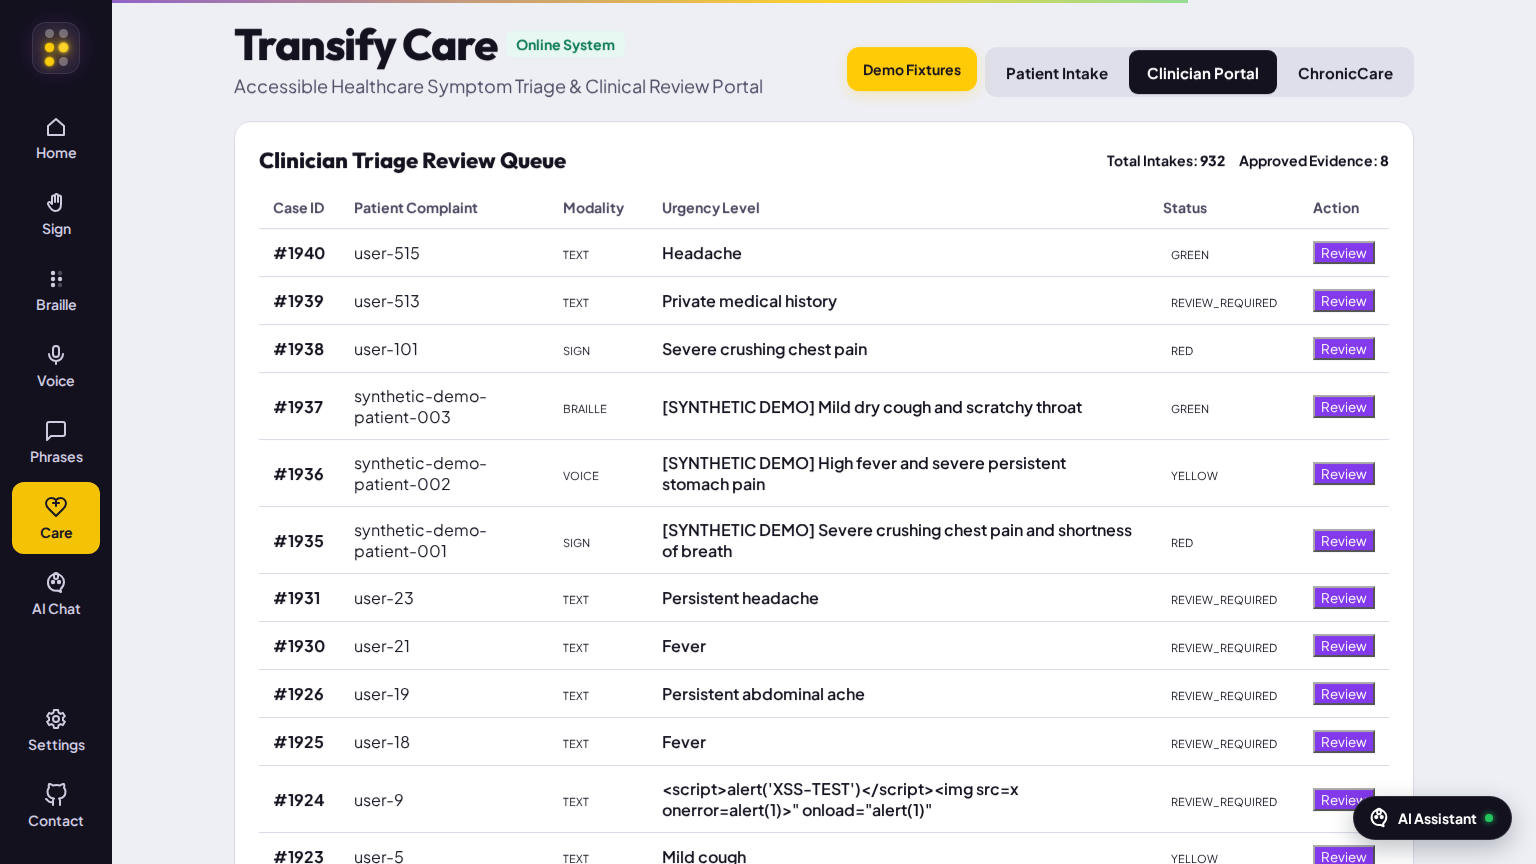 Home
Sign
Braille
Voice
Phrases
Care
AI Chat
Settings
Contact
Transify Care Online System
Accessible Healthcare Symptom Triage & Clinical Review Portal
Demo Fixtures Patient Intake Clinician Portal ChronicCare
Clinician Triage Review Queue Total Intakes: 932 Approved Evidence: 8
Case ID Patient Complaint Modality Urgency Level Status Action
#1940 user-515 TEXT Headache GREEN Review
#1939 user-513 TEXT Private medical history REVIEW_REQUIRED Review
#1938 user-101 SIGN Severe crushing chest pain RED Review
#1937 synthetic-demo-patient-003 BRAILLE [SYNTHETIC DEMO] Mild dry cough and scratchy throat GREEN Review
#1936 synthetic-demo-patient-002 VOICE [SYNTHETIC DEMO] High fever and severe persistent stomach pain YELLOW Review
#1935 synthetic-demo-patient-001 SIGN [SYNTHETIC DEMO] Severe crushing chest pain and shortness of breath RED Review
#1931 user-23 TEXT Persistent headache REVIEW_REQUIRED Review
#1930 user-21 TEXT Fever REVIEW_REQUIRED Review
#1926 user-19 TEXT Persistent abdominal ache REVIEW_REQUIRED Review
#1925 user-18 TEXT Fever REVIEW_REQUIRED Review
#1924 user-9 TEXT <script>alert('XSS-TEST')</script><img src=x onerror=alert(1)>" onload="alert(1)" REVIEW_REQUIRED Review
#1923 user-5 TEXT Mild cough YELLOW Review
AI Assistant